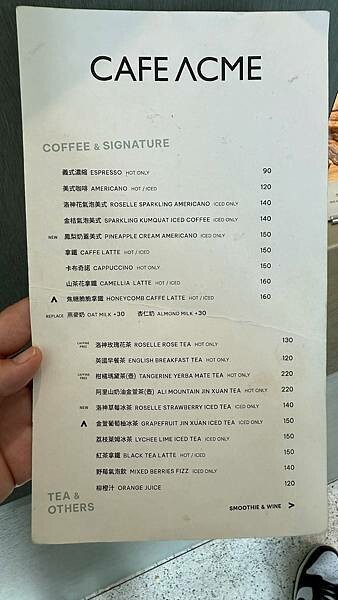 CAFE ΛCME
COFFEE & SIGNATURE
義式濃縮 ESPRESSO HOT ONLY 90
美式咖啡 AMERICANO HOT / ICED 120
洛神花氣泡美式 ROSELLE SPARKLING AMERICANO ICED ONLY 140
金桔氣泡美式 SPARKLING KUMQUAT ICED COFFEE ICED ONLY 140
NEW 鳳梨奶蓋美式 PINEAPPLE CREAM AMERICANO ICED ONLY 150
拿鐵 CAFFE LATTE HOT / ICED 150
卡布奇諾 CAPPUCCINO HOT ONLY 150
山茶花拿鐵 CAMELLIA LATTE HOT / ICED 160
Λ 焦糖脆脆拿鐵 HONEYCOMB CAFFE LATTE HOT / ICED 160
REPLACE 燕麥奶 OAT MILK +30 杏仁奶 ALMOND MILK +30
CAFFEINE FREE 洛神玫瑰花茶 ROSELLE ROSE TEA HOT ONLY 130
英國早餐茶 ENGLISH BREAKFAST TEA HOT ONLY 120
CAFFEINE FREE 柑橘瑪黛茶(壺) TANGERINE YERBA MATE TEA HOT ONLY 220
阿里山奶油金萱茶(壺) ALI MOUNTAIN JIN XUAN TEA HOT ONLY 220
NEW 洛神草莓冰茶 ROSELLE STRAWBERRY ICED TEA ICED ONLY 140
Λ 金萱葡萄柚冰茶 GRAPEFRUIT JIN XUAN ICED TEA ICED ONLY 150
荔枝萊姆冰茶 LYCHEE LIME ICED TEA ICED ONLY 150
紅茶拿鐵 BLACK TEA LATTE HOT / ICED 150
野莓氣泡飲 MIXED BERRIES FIZZ ICED ONLY 140
柳橙汁 ORANGE JUICE 120
TEA &
OTHERS
SMOOTHIE & WINE >